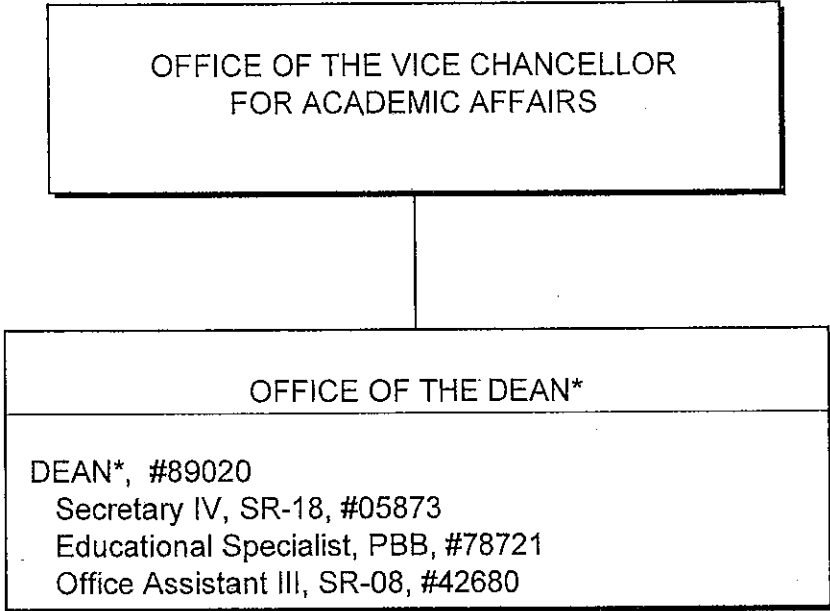 OFFICE OF THE VICE CHANCELLOR
FOR ACADEMIC AFFAIRS
OFFICE OF THE DEAN*
DEAN*, #89020
Secretary IV, SR-18, #05873
Educational Specialist, PBB, #78721
Office Assistant III, SR-08, #42680